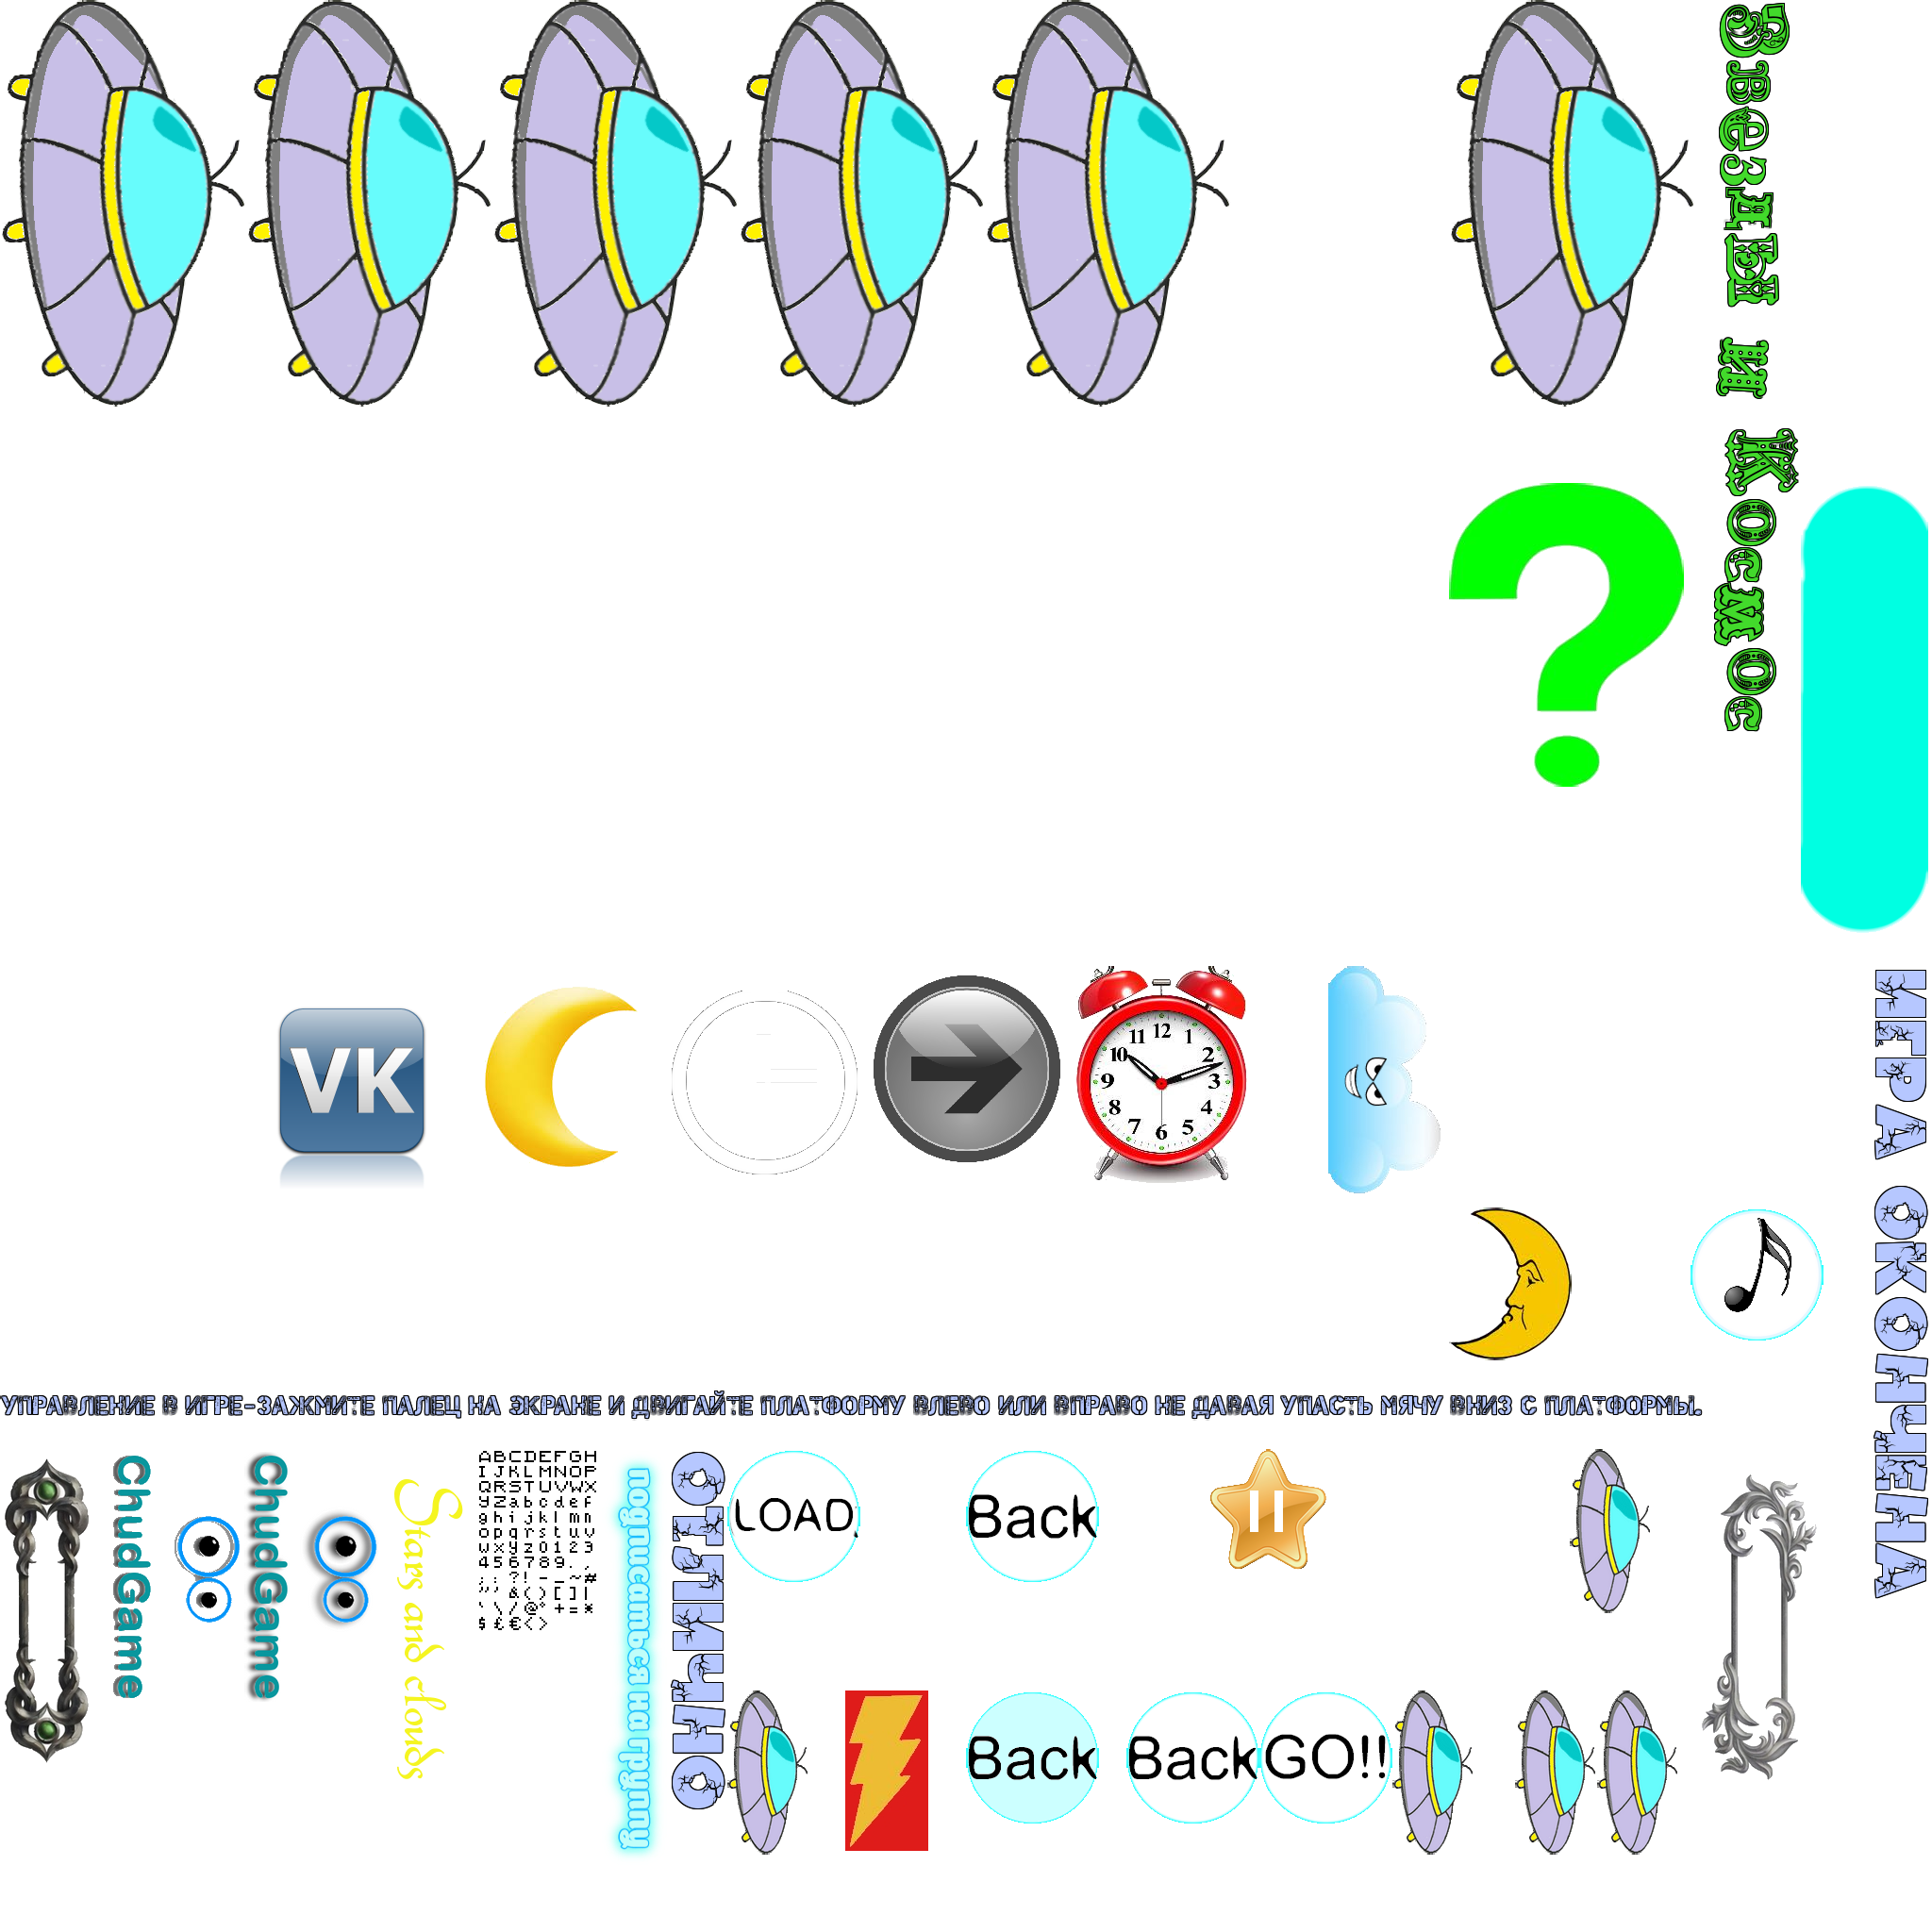 Звезды и Космос
VK
11 12 1
10 2
9 3
8 4
7 6 5
ИГРА ОКОНЧЕНА
УПРАВЛЕНИЕ В ИГРЕ-ЗАЖМИТЕ ПАЛЕЦ НА ЭКРАНЕ И ДВИГАЙТЕ ПЛАТФОРМУ ВЛЕВО ИЛИ ВПРАВО НЕ ДАВАЯ УПАСТЬ МЯЧУ ВНИЗ С ПЛАТФОРМЫ.
ChudGame
ChudGame
Stars and clouds
ABCDEFGH
IJKLMNOP
QRSTUVWX
YZabcdef
ghijklmn
opqrstuv
wxyz0123
456789.,
:;?!-_~#
"'&()[]|
`\/@°+=*
$£€<>
подписаться на группу
ОТЛИЧНО
LOAD.
Back
Back
Back
GO!!
?